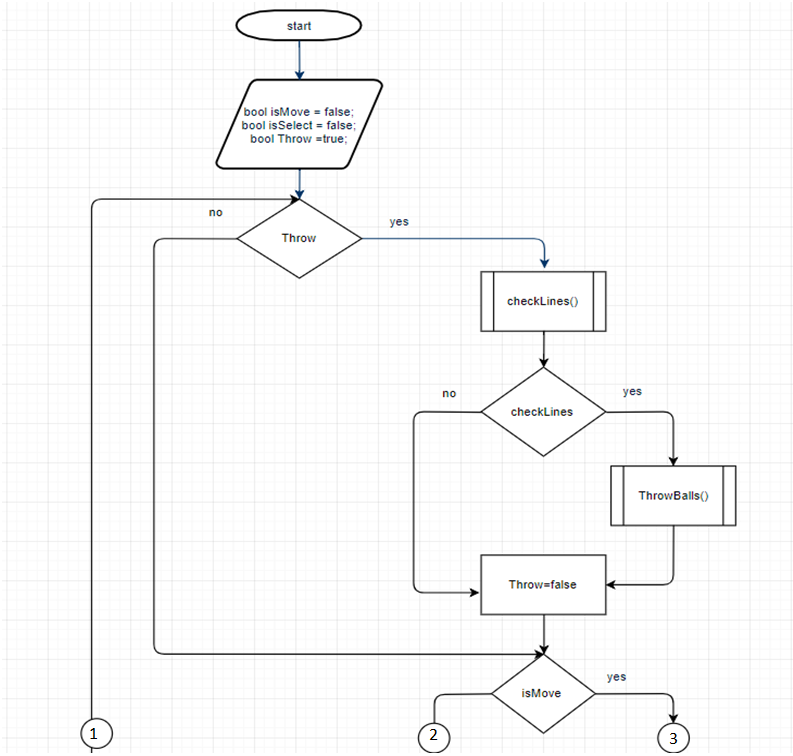 start
bool isMove = false;
bool isSelect = false;
bool Throw =true;
no
yes
Throw
checkLines()
no
yes
checkLines
ThrowBalls()
Throw=false
yes
isMove
1
2
3